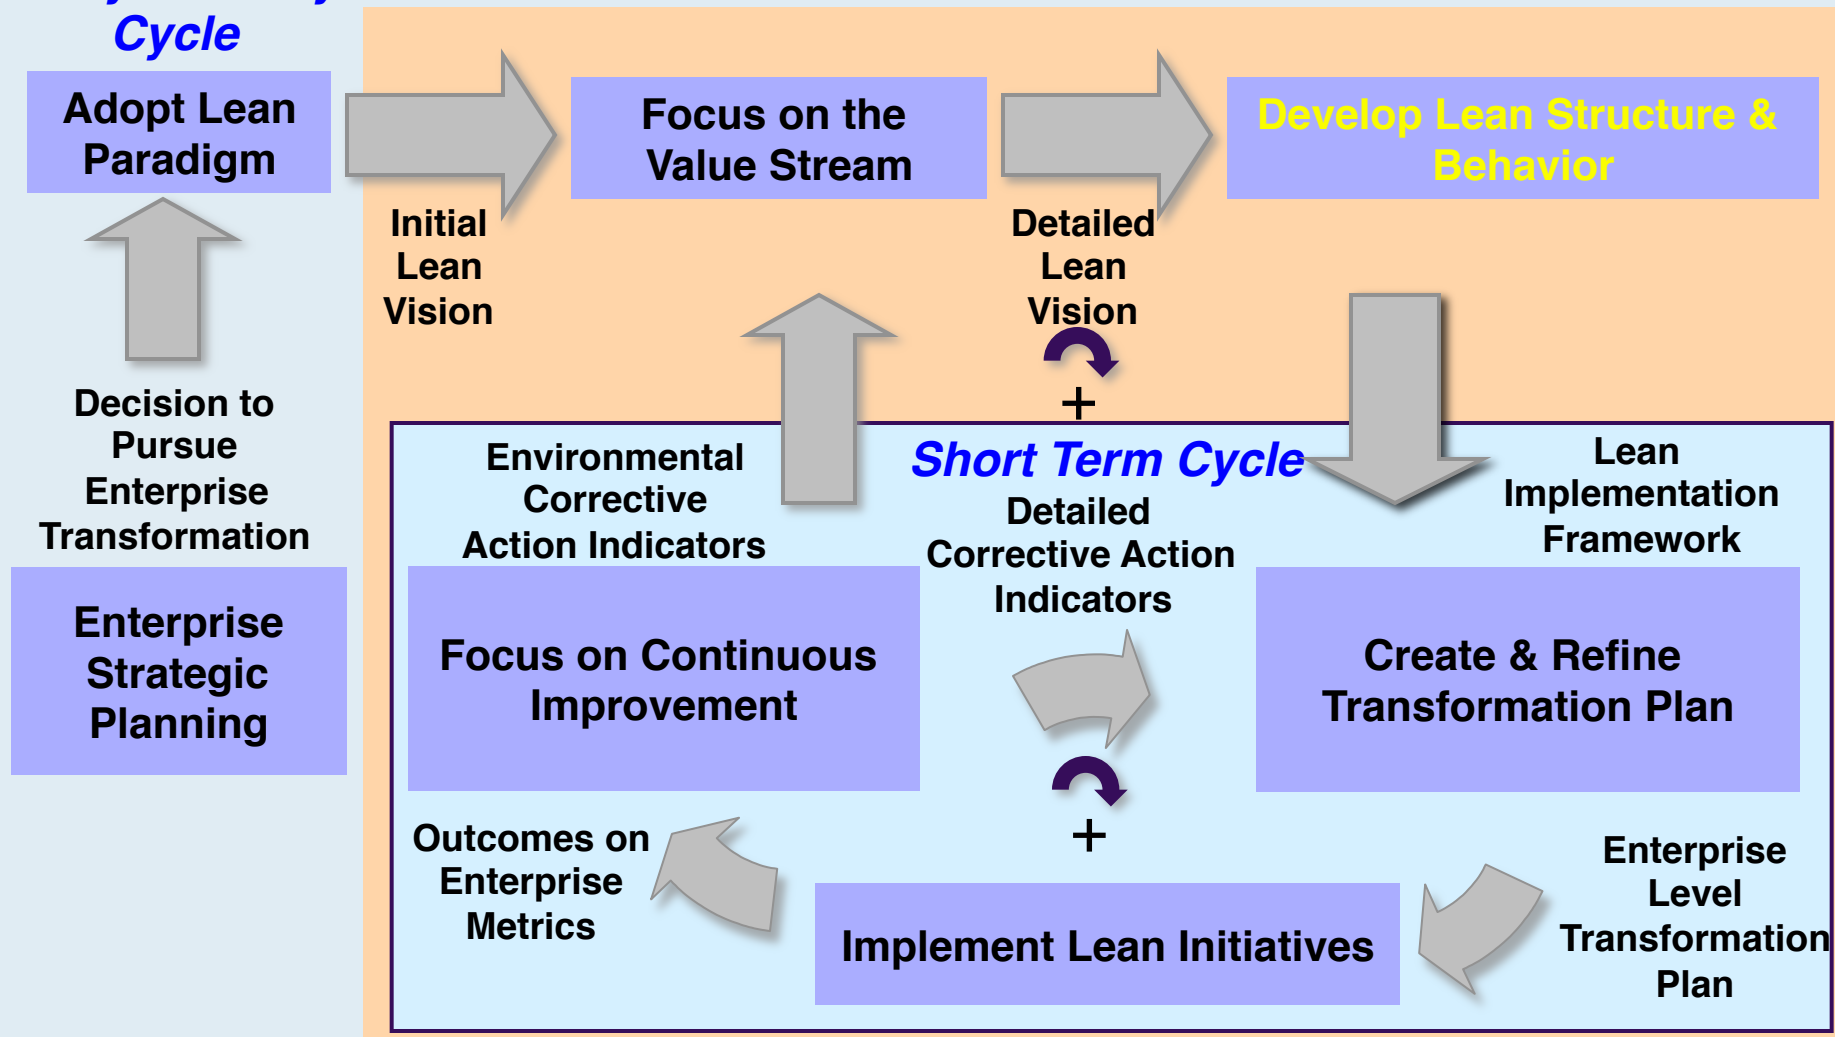 Cycle
Adopt Lean
Paradigm
Focus on the
Value Stream
Develop Lean Structure &
Behavior
Initial
Lean
Vision
Detailed
Lean
Vision
+
Decision to
Pursue
Enterprise
Transformation
Environmental
Corrective
Action Indicators
Short Term Cycle
Detailed
Corrective Action
Indicators
Lean
Implementation
Framework
Enterprise
Strategic
Planning
Focus on Continuous
Improvement
Create & Refine
Transformation Plan
+
Outcomes on
Enterprise
Metrics
Implement Lean Initiatives
Enterprise
Level
Transformation
Plan